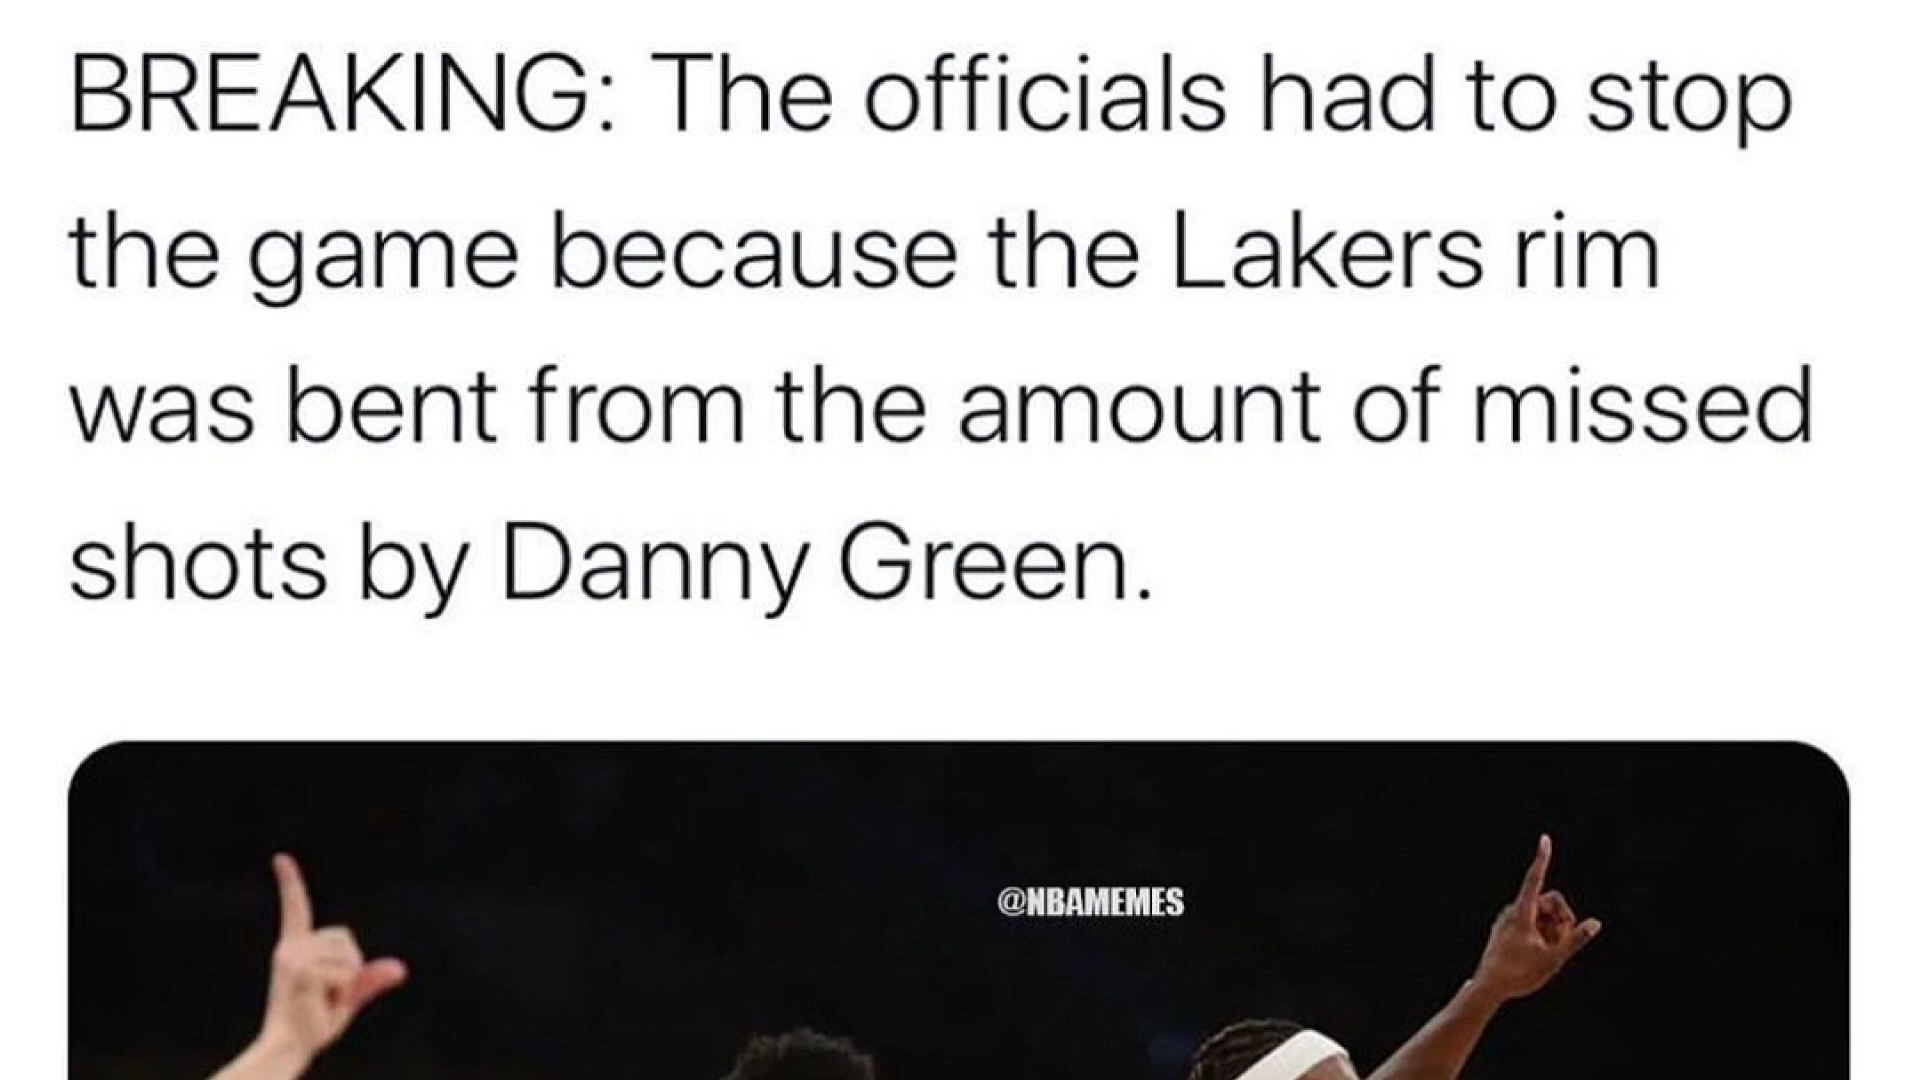 BREAKING: The officials had to stop
the game because the Lakers rim
was bent from the amount of missed
shots by Danny Green.
@NBAMEMES